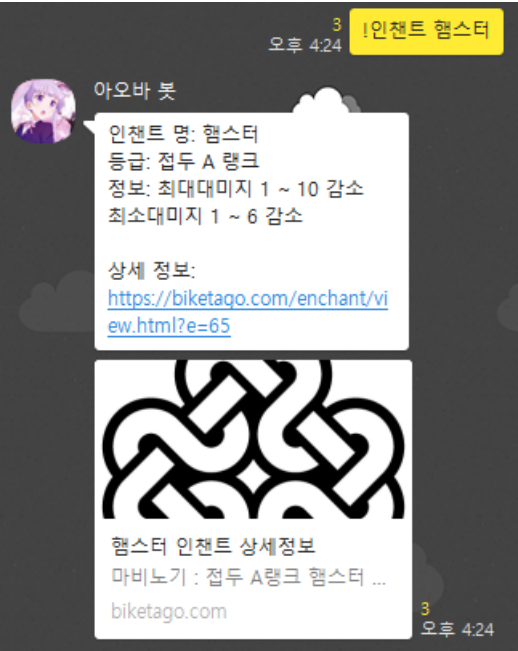 3
오후 4:24
!인챈트 햄스터
아오바 봇
인챈트 명: 햄스터
등급: 접두 A 랭크
정보: 최대대미지 1 ~ 10 감소
최소대미지 1 ~ 6 감소
상세 정보:
https://biketago.com/enchant/vi
ew.html?e=65
햄스터 인챈트 상세정보
마비노기 : 접두 A랭크 햄스터 ...
biketago.com
3
오후 4:24